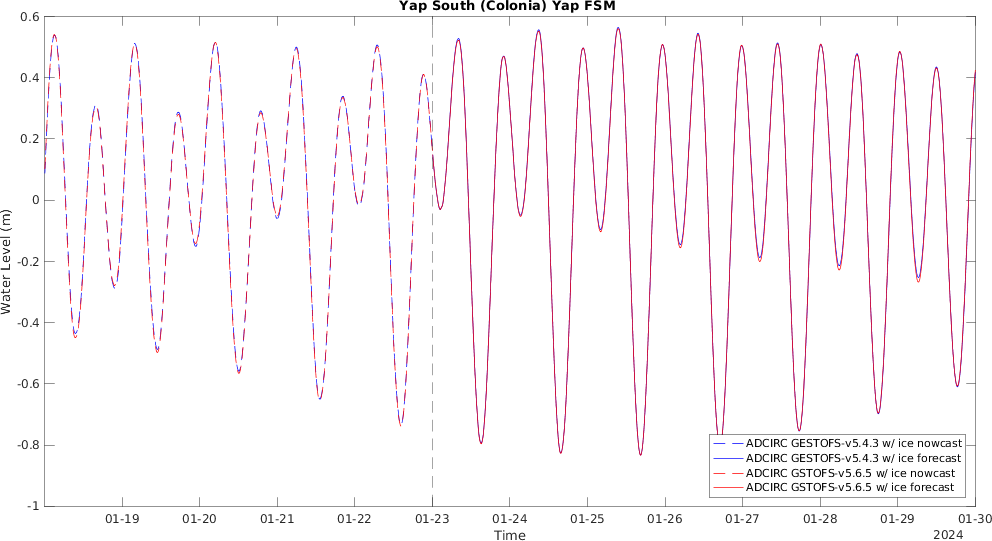 Yap South (Colonia) Yap FSM
0.6
0.4
0.2
0
-0.2
-0.4
-0.6
-0.8
-1
Water Level (m)
ADCIRC GESTOFS-v5.4.3 w/ ice nowcast
ADCIRC GESTOFS-v5.4.3 w/ ice forecast
ADCIRC GSTOFS-v5.6.5 w/ ice nowcast
ADCIRC GSTOFS-v5.6.5 w/ ice forecast
01-19 01-20 01-21 01-22 01-23 01-24 01-25 01-26 01-27 01-28 01-29 01-30
Time
2024